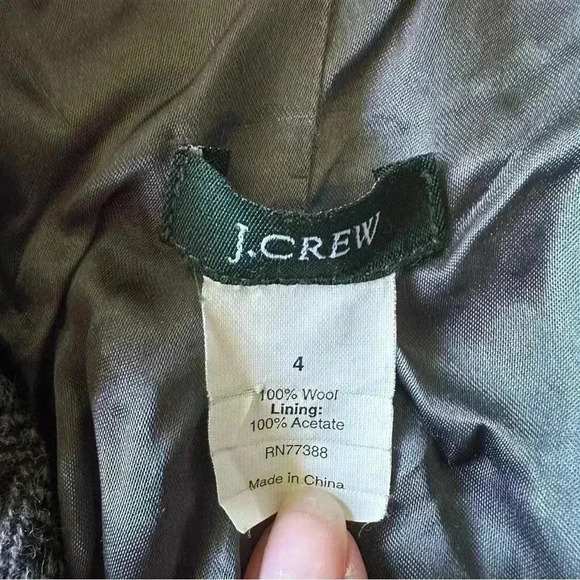 J.CREW
4
100% Wool
Lining:
100% Acetate
RN77388
Made in China